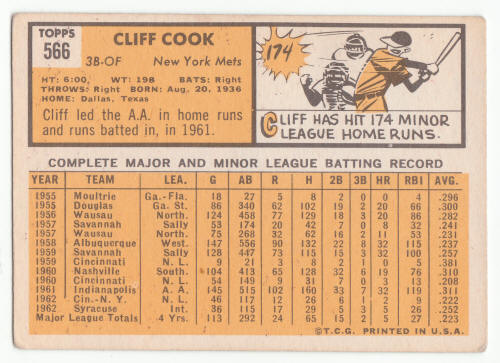 TOPPS
566
CLIFF COOK
3B-OF New York Mets
HT: 6:00, WT: 198 BATS: Right
THROWS: Right BORN: Aug. 20, 1936
HOME: Dallas, Texas
Cliff led the A.A. in home runs
and runs batted in, in 1961.
174
CLIFF HAS HIT 174 MINOR
LEAGUE HOME RUNS.
COMPLETE MAJOR AND MINOR LEAGUE BATTING RECORD
YEAR TEAM LEA. G AB R H 2B 3B HR RBI AVG.
1955 Moultrie Ga.-Fla. 18 27 5 8 2 0 0 4 .296
1955 Douglas Ga. St. 86 340 62 102 19 2 20 66 .300
1956 Wausau North. 124 458 77 129 18 3 20 86 .282
1957 Savannah Sally 53 174 20 42 7 0 8 32 .241
1957 Wausau North. 75 268 32 62 16 2 11 38 .231
1958 Albuquerque West. 147 556 90 132 28 8 32 115 .237
1959 Savannah Sally 128 447 73 115 15 3 32 100 .257
1959 Cincinnati N. L. 9 21 3 8 2 1 0 5 .381
1960 Nashville South. 104 413 65 128 32 6 19 76 .310
1960 Cincinnati N. L. 54 149 9 31 7 0 3 13 .208
1961 Indianapolis A. A. 145 515 102 160 16 13 32 119 .311
1962 Cin.-N. Y. N. L. 46 117 12 26 6 1 2 9 .222
1962 Syracuse Int. 36 115 17 29 5 0 9 22 .252
Major League Totals 4 Yrs. 113 292 24 65 15 2 5 27 .223
©T.C.G. PRINTED IN U.S.A.